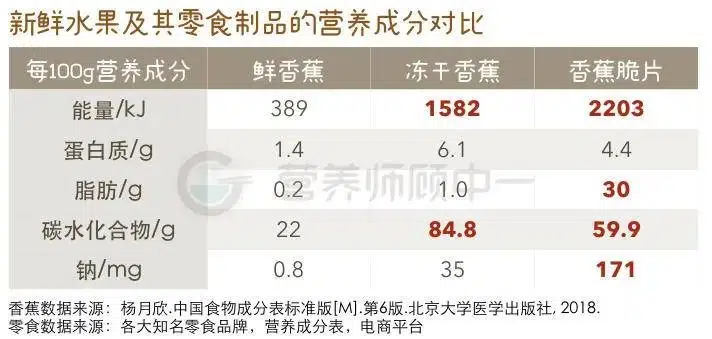 新鲜水果及其零食制品的营养成分对比
每100g营养成分 鲜香蕉 冻干香蕉 香蕉脆片
能量/kJ 389 1582 2203
蛋白质/g 1.4 6.1 4.4
脂肪/g 0.2 1.0 30
碳水化合物/g 22 84.8 59.9
钠/mg 0.8 35 171
营养师顾中一
香蕉数据来源：杨月欣.中国食物成分表标准版[M].第6版.北京大学医学出版社, 2018.
零食数据来源：各大知名零食品牌，营养成分表，电商平台